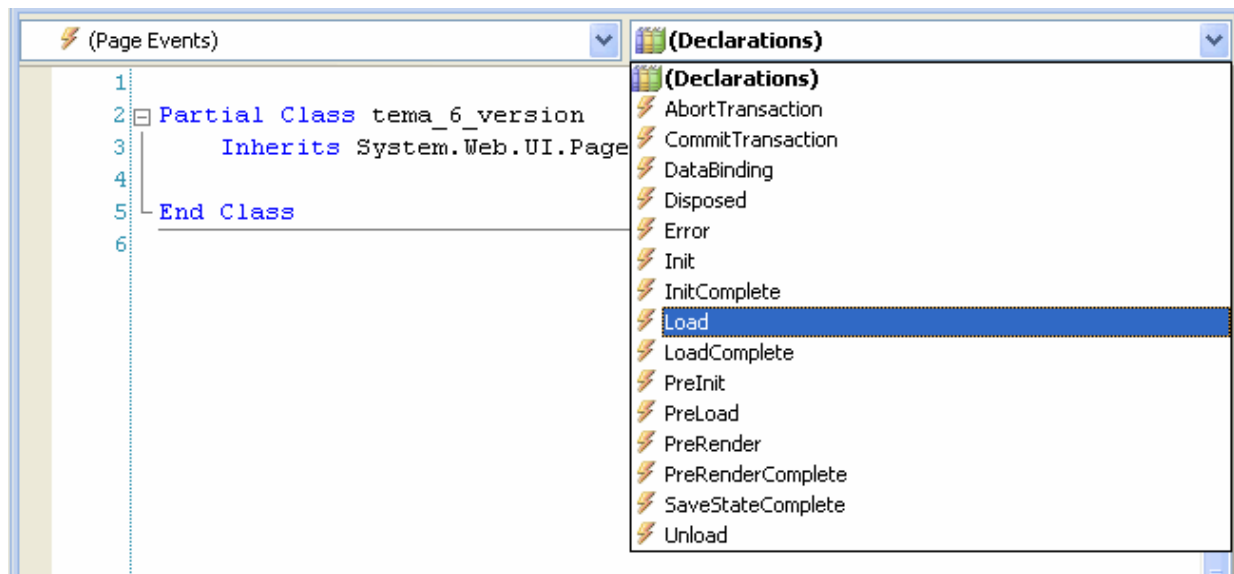 (Page Events)
(Declarations)
1
2 Partial Class tema_6_version
3 Inherits System.Web.UI.Page
4
5 End Class
6
(Declarations)
AbortTransaction
CommitTransaction
DataBinding
Disposed
Error
Init
InitComplete
Load
LoadComplete
PreInit
PreLoad
PreRender
PreRenderComplete
SaveStateComplete
Unload